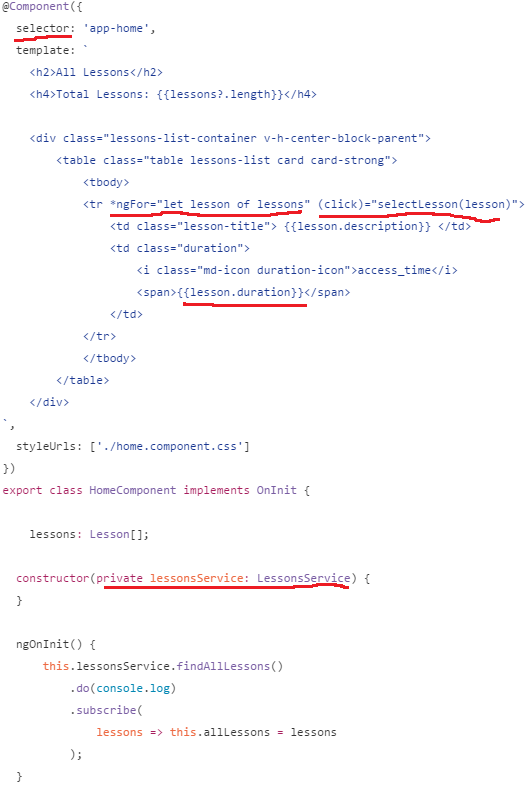 @Component({
  selector: 'app-home',
  template: `
    <h2>All Lessons</h2>
    <h4>Total Lessons: {{lessons?.length}}</h4>

    <div class="lessons-list-container v-h-center-block-parent">
        <table class="table lessons-list card card-strong">
            <tbody>
            <tr *ngFor="let lesson of lessons" (click)="selectLesson(lesson)">
                <td class="lesson-title"> {{lesson.description}} </td>
                <td class="duration">
                    <i class="md-icon duration-icon">access_time</i>
                    <span>{{lesson.duration}}</span>
                </td>
            </tr>
            </tbody>
        </table>
    </div>
`,
  styleUrls: ['./home.component.css']
})
export class HomeComponent implements OnInit {

    lessons: Lesson[];

  constructor(private lessonsService: LessonsService) {
  }

  ngOnInit() {
      this.lessonsService.findAllLessons()
          .do(console.log)
          .subscribe(
              lessons => this.allLessons = lessons
          );
  }